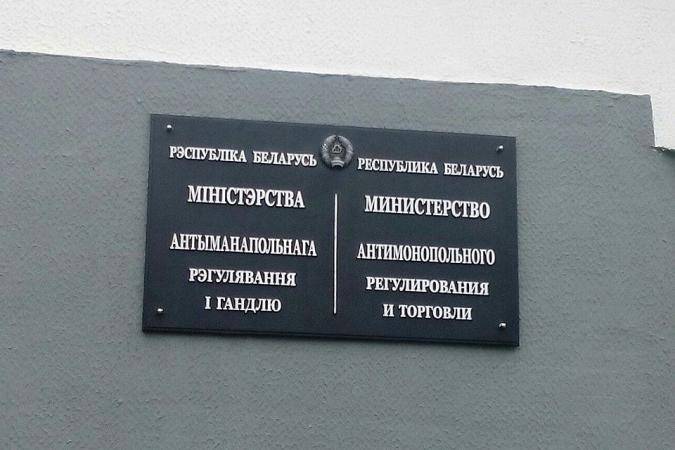 РЭСПУБЛІКА БЕЛАРУСЬ
МІНІСТЭРСТВА
АНТЫМАНАПОЛЬНАГА
РЭГУЛЯВАННЯ
І ГАНДЛЮ
РЕСПУБЛИКА БЕЛАРУСЬ
МИНИСТЕРСТВО
АНТИМОНОПОЛЬНОГО
РЕГУЛИРОВАНИЯ
И ТОРГОВЛИ